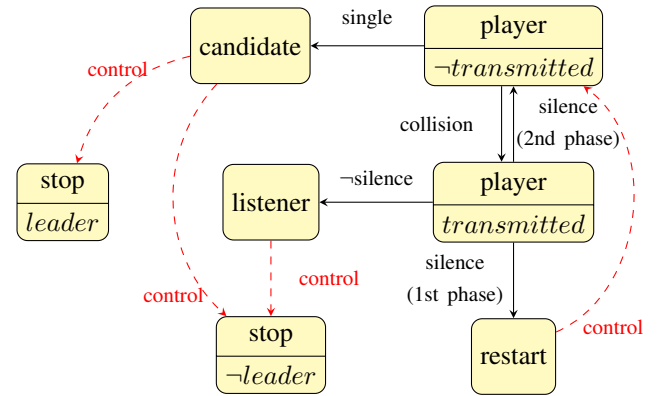 single
candidate
player
¬transmitted
control
collision
silence
(2nd phase)
stop
leader
¬silence
listener
player
transmitted
silence
(1st phase)
control
control
stop
¬leader
restart
control